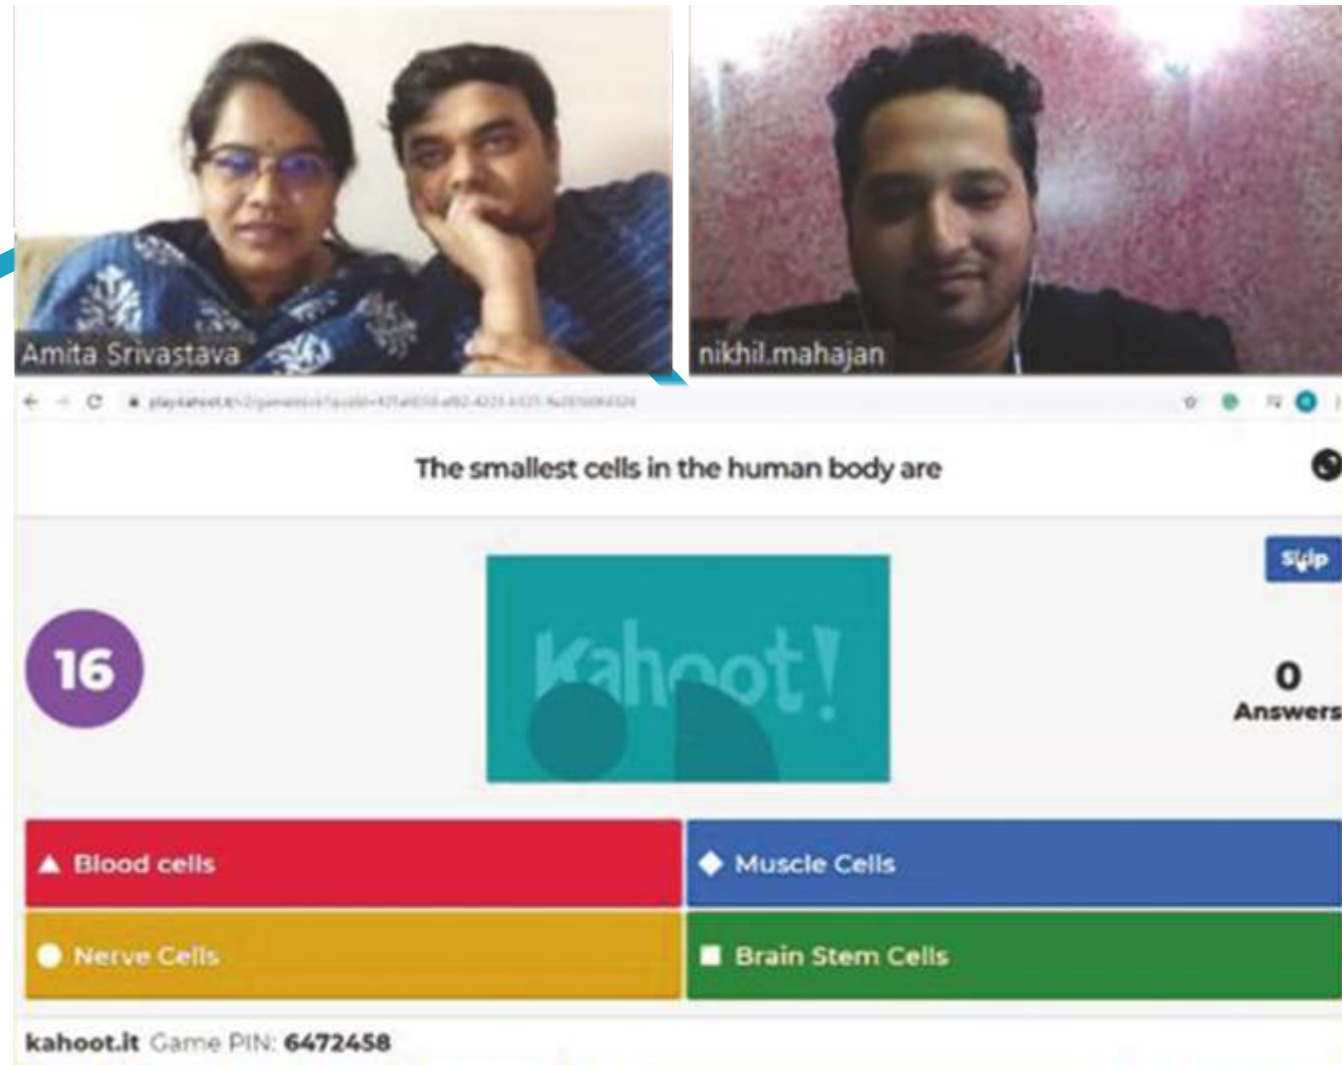 Amita Srivastava
nikhil.mahajan
The smallest cells in the human body are
Skip
16
kahoot!
0
Answers
Blood cells
Muscle Cells
Nerve Cells
Brain Stem Cells
kahoot.it Game PIN: 6472458